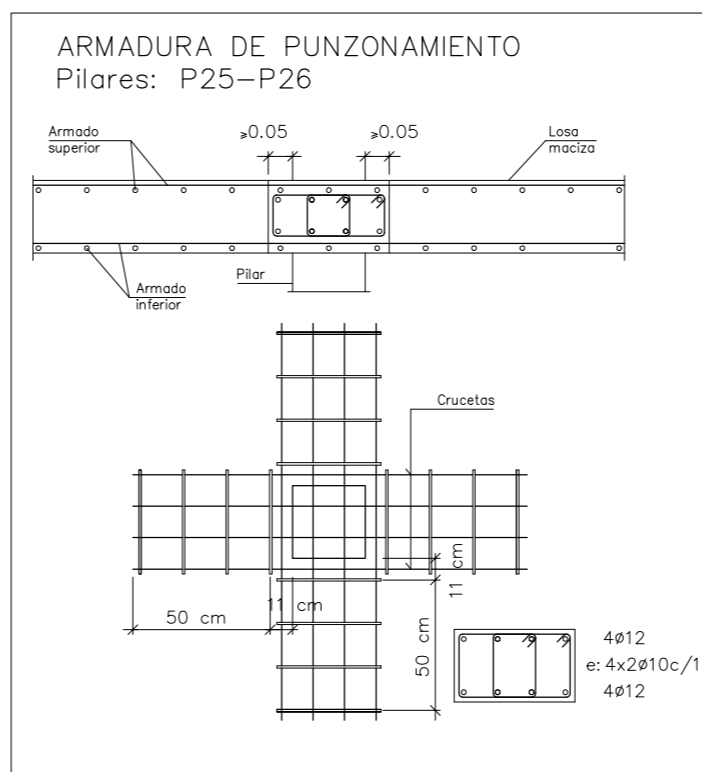 ARMADURA DE PUNZONAMIENTO
Pilares: P25-P26
Armado
superior
≥0.05
≥0.05
Losa
maciza
Pilar
Armado
inferior
Crucetas
50 cm
11 cm
11 cm
50 cm
4ø12
e: 4x2ø10c/1
4ø12